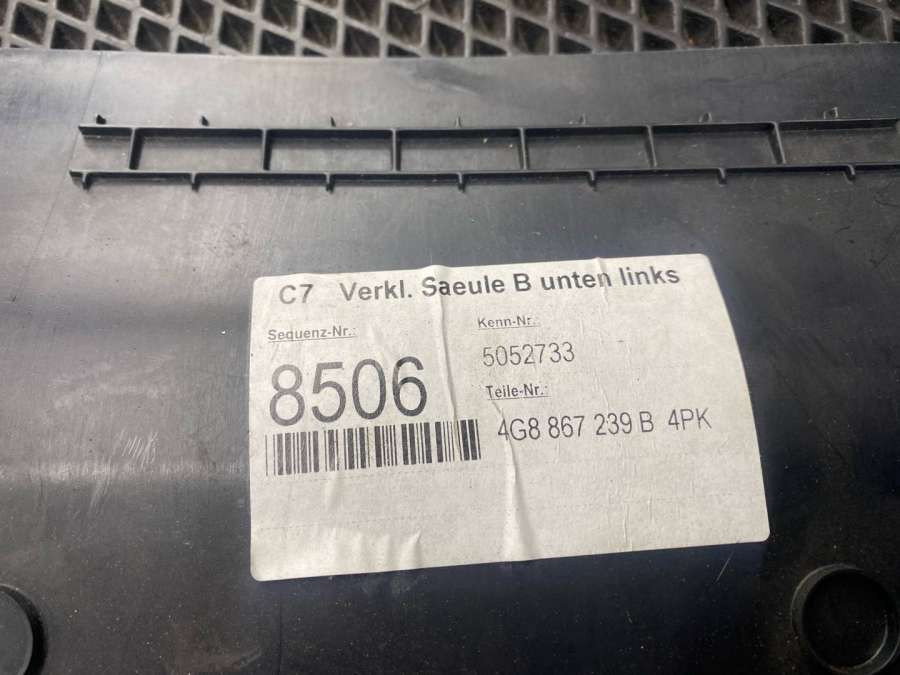 C7 Verkl. Saeule B unten links
Sequenz-Nr.:
8506
Kenn-Nr.:
5052733
Teile-Nr.:
4G8 867 239 B 4PK